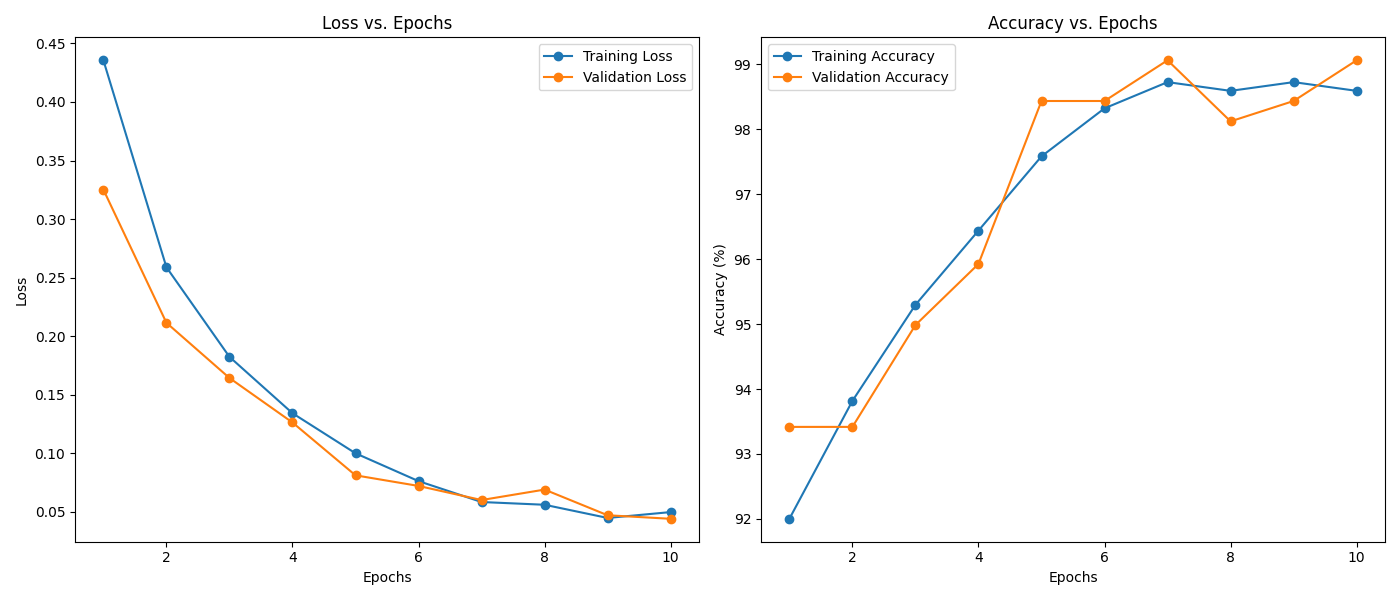 Loss vs. Epochs
Training Loss
Validation Loss
0.45
0.40
0.35
0.30
0.25
0.20
0.15
0.10
0.05
Loss
2 4 6 8 10
Epochs
Accuracy vs. Epochs
Training Accuracy
Validation Accuracy
99
98
97
96
95
94
93
92
Accuracy (%)
2 4 6 8 10
Epochs